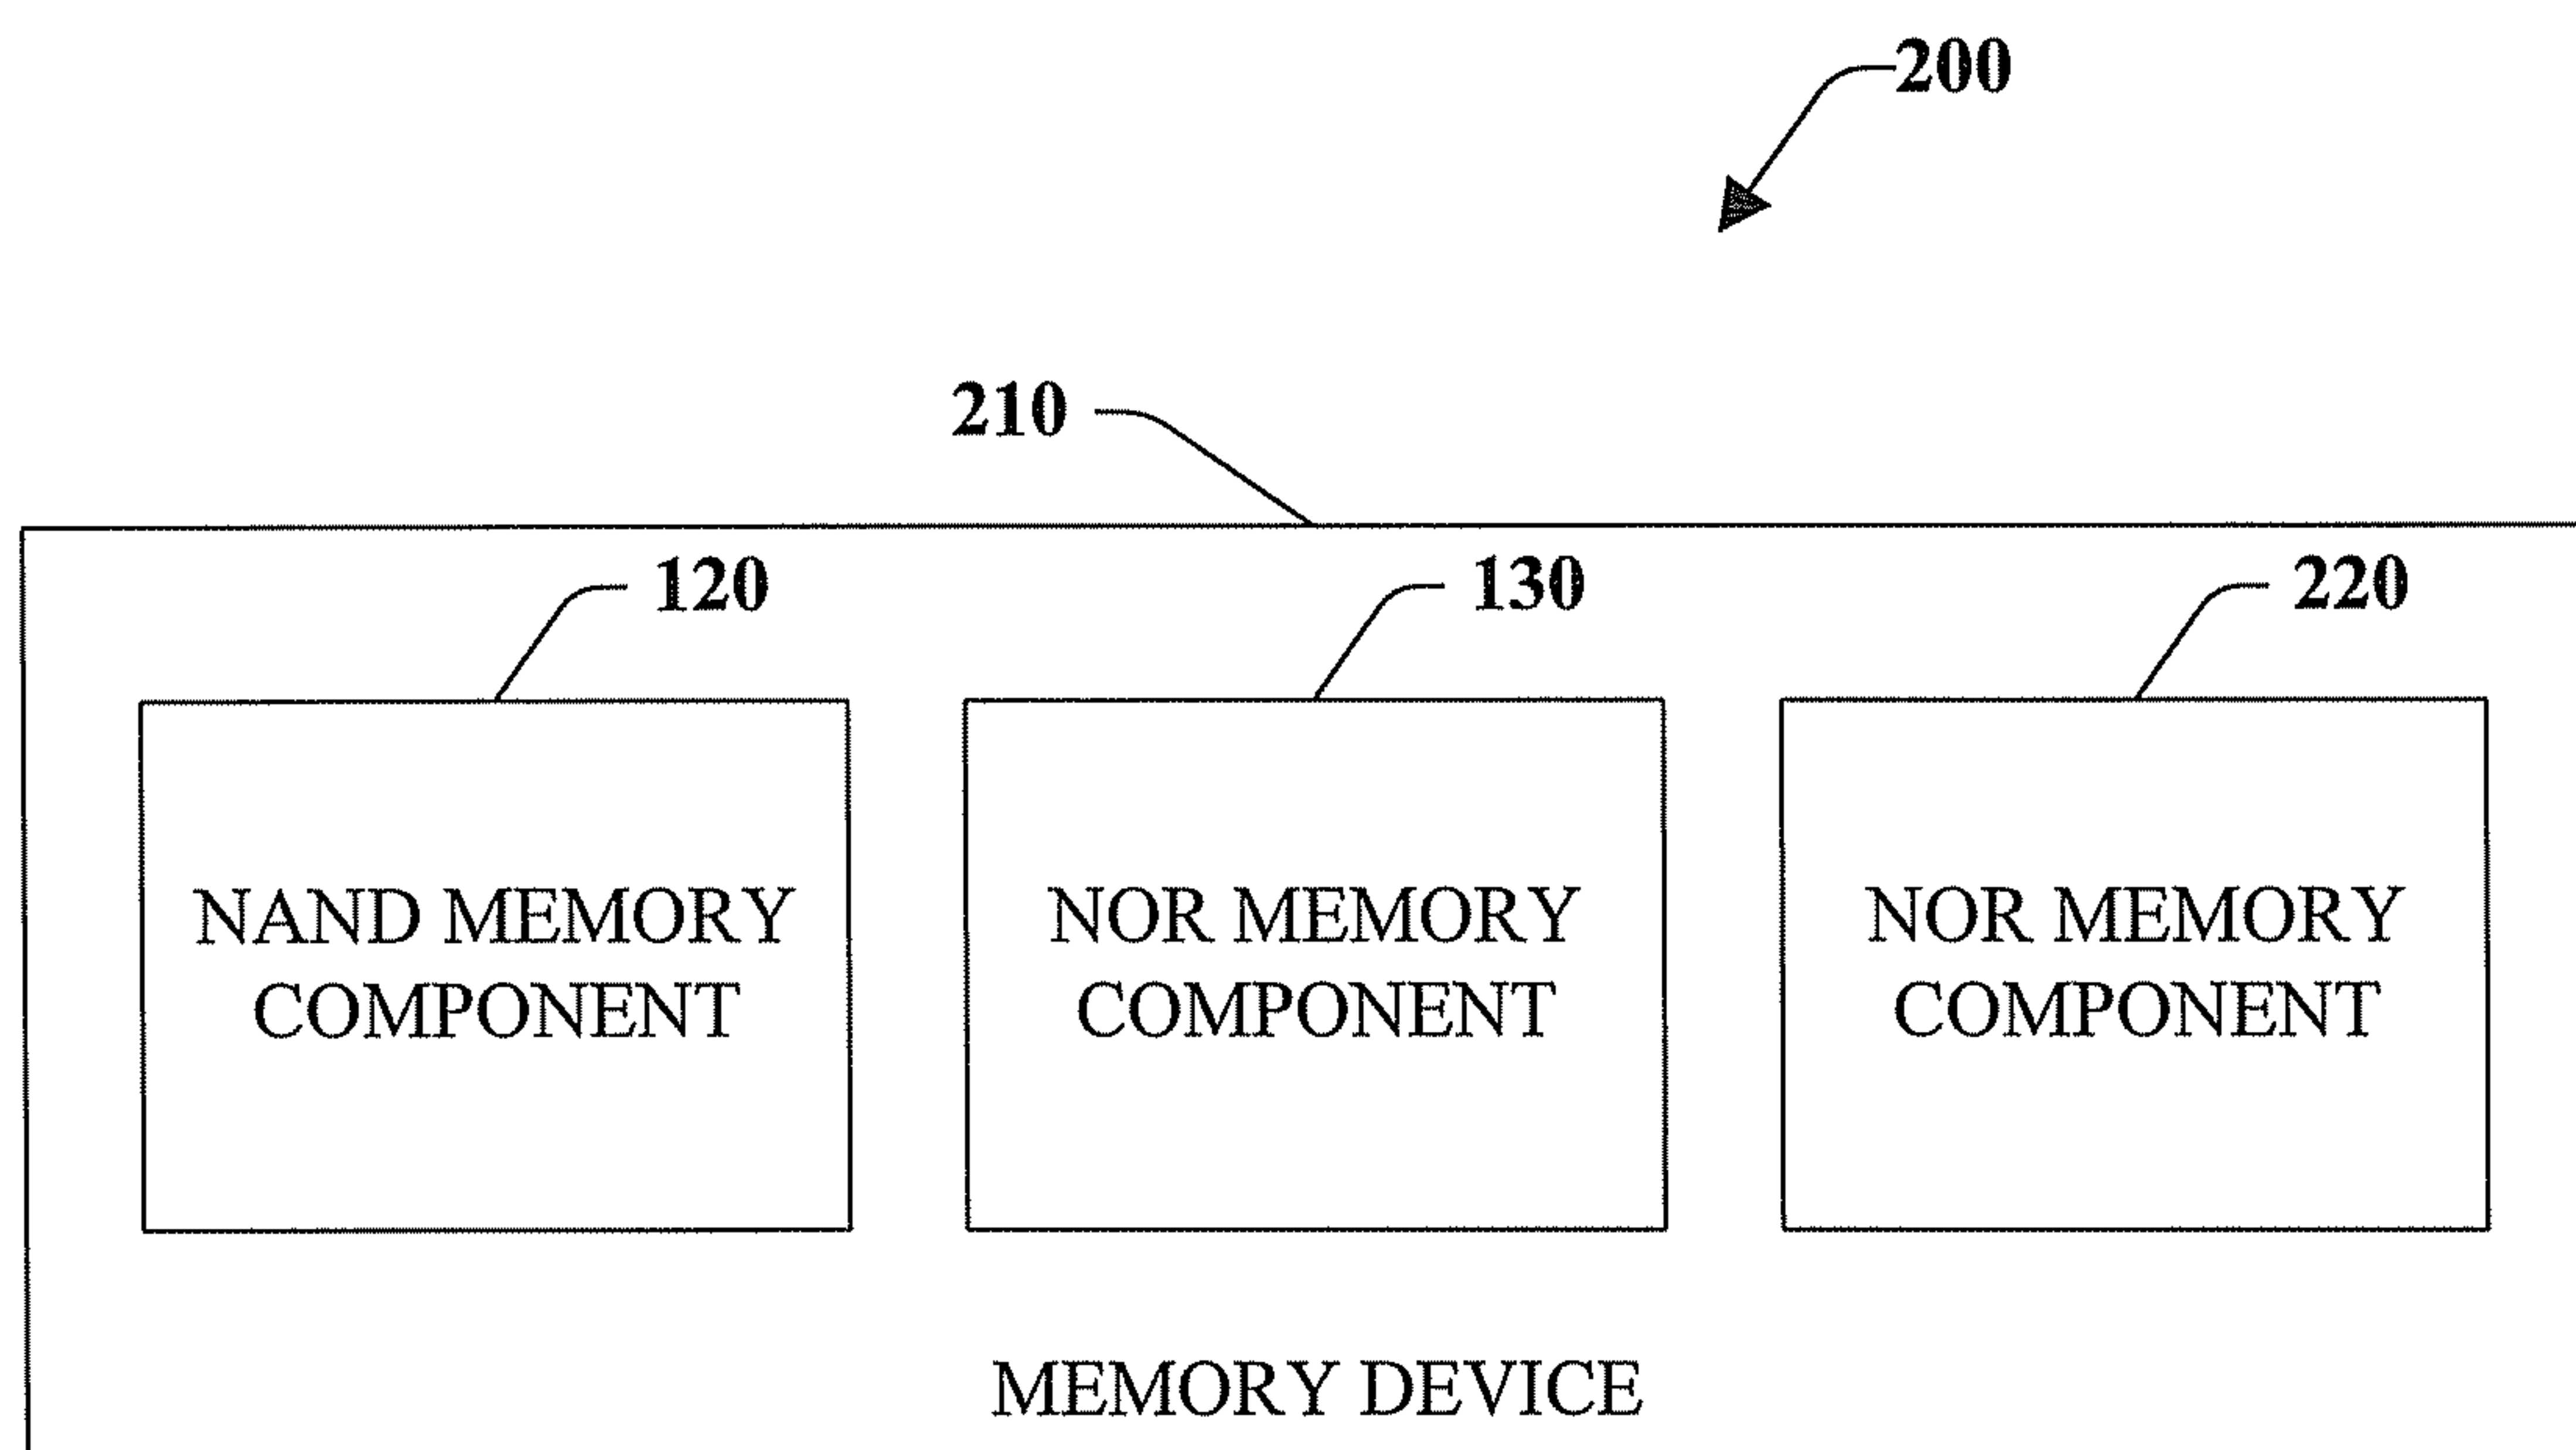 200
210
120
130
220
NAND MEMORY
COMPONENT
NOR MEMORY
COMPONENT
NOR MEMORY
COMPONENT
MEMORY DEVICE